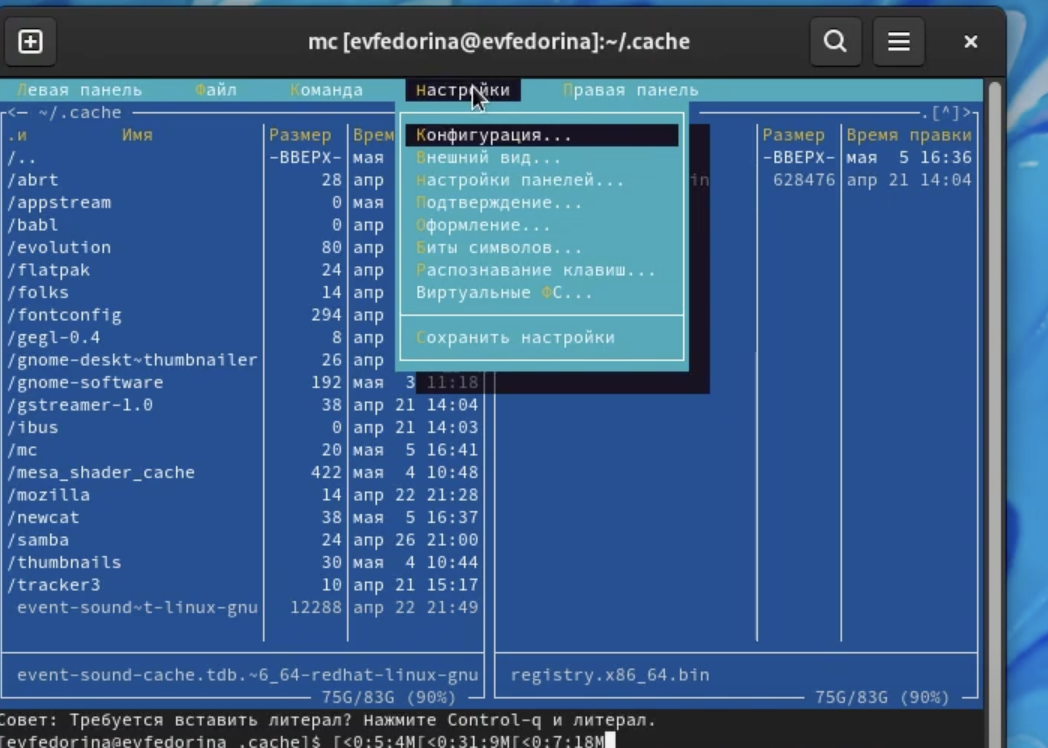 mc [evfedorina@evfedorina]:~/.cache
Левая панель Файл Команда Настройки Правая панель
<— ~/.cache .[^]>
.и Имя Размер Врем Размер Время правки
/.. -ВВЕРХ- мая -ВВЕРХ- мая 5 16:36
/abrt 28 апр in 628476 апр 21 14:04
/appstream 0 мая
/babl 0 апр
/evolution 80 апр
/flatpak 24 апр
/folks 14 апр
/fontconfig 294 апр
/gegl-0.4 8 апр
/gnome-deskt~thumbnailer 26 апр
/gnome-software 192 мая 3 11:18
/gstreamer-1.0 38 апр 21 14:04
/ibus 0 апр 21 14:03
/mc 20 мая 5 16:41
/mesa_shader_cache 422 мая 4 10:48
/mozilla 14 апр 22 21:28
/newcat 38 мая 5 16:37
/samba 24 апр 26 21:00
/thumbnails 30 мая 4 10:44
/tracker3 10 апр 21 15:17
event-sound~t-linux-gnu 12288 апр 22 21:49
Конфигурация...
Внешний вид...
Настройки панелей...
Подтверждение...
Оформление...
Биты символов...
Распознавание клавиш...
Виртуальные ФС...
Сохранить настройки
event-sound-cache.tdb.~6_64-redhat-linux-gnu registry.x86_64.bin
75G/83G (90%) 75G/83G (90%)
Совет: Требуется вставить литерал? Нажмите Control-q и литерал.
[evfedorina@evfedorina .cache]$ [<0:5:4M[<0:31:9M[<0:7:18M